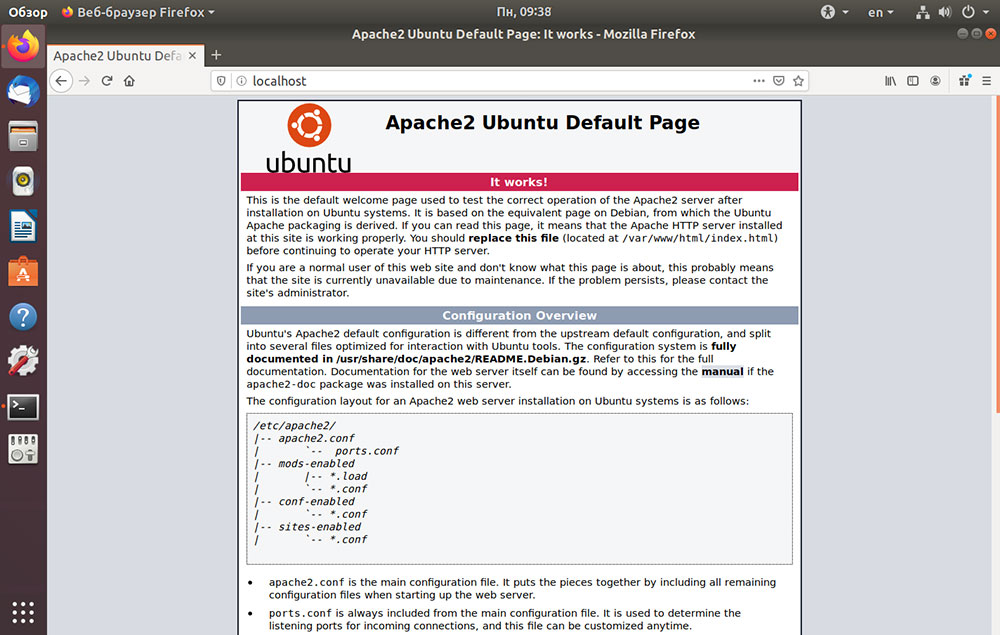 Обзор
Веб-браузер Firefox
Пн, 09:38
en
Apache2 Ubuntu Default Page: It works - Mozilla Firefox
Apache2 Ubuntu Defa
localhost
ubuntu
Apache2 Ubuntu Default Page
It works!
This is the default welcome page used to test the correct operation of the Apache2 server after
installation on Ubuntu systems. It is based on the equivalent page on Debian, from which the Ubuntu
Apache packaging is derived. If you can read this page, it means that the Apache HTTP server installed
at this site is working properly. You should replace this file (located at /var/www/html/index.html)
before continuing to operate your HTTP server.
If you are a normal user of this web site and don't know what this page is about, this probably means
that the site is currently unavailable due to maintenance. If the problem persists, please contact the
site's administrator.
Configuration Overview
Ubuntu's Apache2 default configuration is different from the upstream default configuration, and split
into several files optimized for interaction with Ubuntu tools. The configuration system is fully
documented in /usr/share/doc/apache2/README.Debian.gz. Refer to this for the full
documentation. Documentation for the web server itself can be found by accessing the manual if the
apache2-doc package was installed on this server.
The configuration layout for an Apache2 web server installation on Ubuntu systems is as follows:
/etc/apache2/
|-- apache2.conf
|       `--  ports.conf
|-- mods-enabled
|       |-- *.load
|       `-- *.conf
|-- conf-enabled
|       `-- *.conf
|-- sites-enabled
|       `-- *.conf
• apache2.conf is the main configuration file. It puts the pieces together by including all remaining
configuration files when starting up the web server.
• ports.conf is always included from the main configuration file. It is used to determine the
listening ports for incoming connections, and this file can be customized anytime.